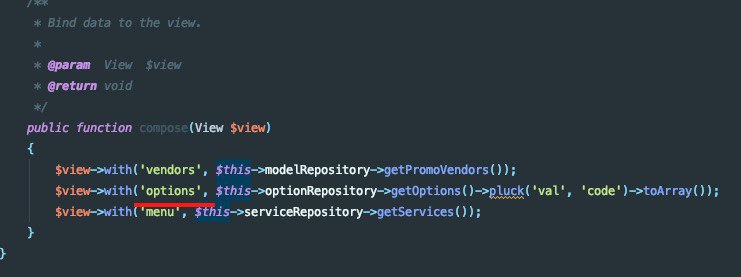 /**
* Bind data to the view.
*
* @param  View  $view
* @return void
*/
public function compose(View $view)
{
$view->with('vendors', $this->modelRepository->getPromoVendors());
$view->with('options', $this->optionRepository->getOptions()->pluck('val', 'code')->toArray());
$view->with('menu', $this->serviceRepository->getServices());
}
}